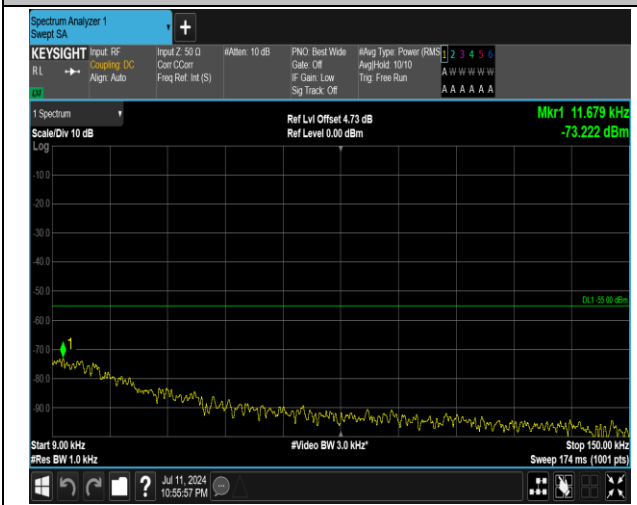 Spectrum Analyzer 1
Swept SA
+
KEYSIGHT Input: RF Input Z: 50 Ω #Atten: 10 dB PNO: Best Wide #Avg Type: Power (RMS 1 2 3 4 5 6
RL Coupling: DC Corr CCorr Gate: Off Avg|Hold: 10/10 A W W W W W
Align: Auto Freq Ref: Int (S) IF Gain: Low Trig: Free Run
LXI Sig Track: Off A A A A A A
1 Spectrum Ref Lvl Offset 4.73 dB Mkr1 11.679 kHz
Scale/Div 10 dB Ref Level 0.00 dBm -73.222 dBm
Log
-10.0
-20.0
-30.0
-40.0
-50.0
DL1 -55.00 dBm
-60.0
-70.0
1
-80.0
-90.0
Start 9.00 kHz #Video BW 3.0 kHz* Stop 150.00 kHz
#Res BW 1.0 kHz Sweep 174 ms (1001 pts)
? Jul 11, 2024
10:55:57 PM